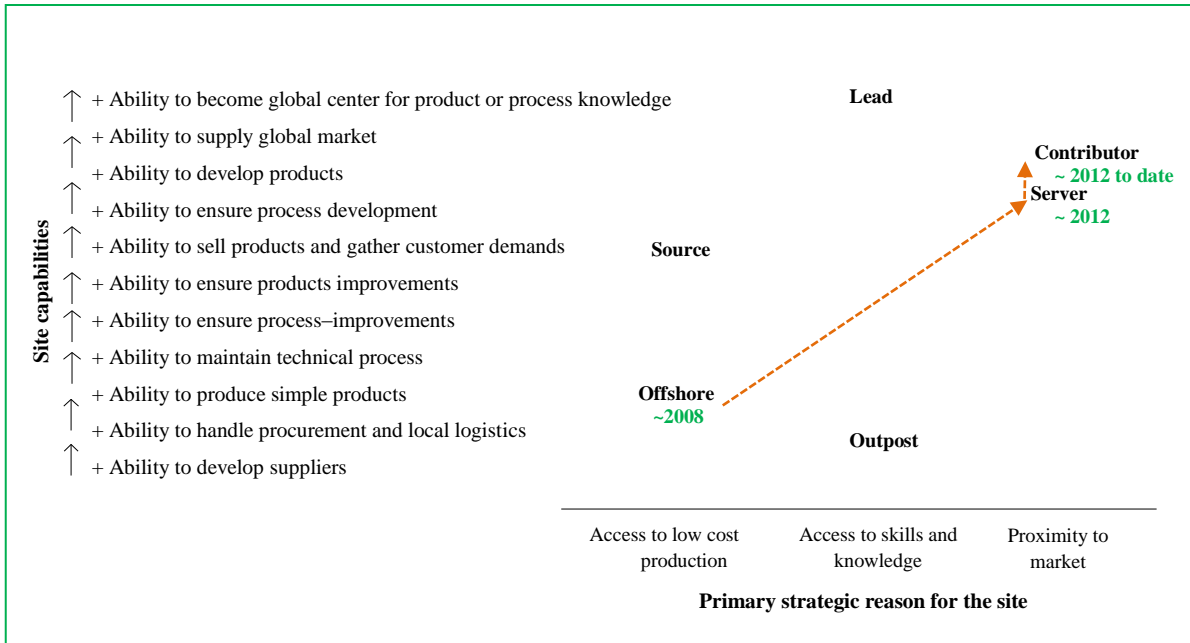 + Ability to become global center for product or process knowledge
+ Ability to supply global market
+ Ability to develop products
+ Ability to ensure process development
+ Ability to sell products and gather customer demands
+ Ability to ensure products improvements
+ Ability to ensure process–improvements
+ Ability to maintain technical process
+ Ability to produce simple products
+ Ability to handle procurement and local logistics
+ Ability to develop suppliers
Site capabilities
Lead
Contributor
~ 2012 to date
Server
~ 2012
Source
Offshore
~2008
Outpost
Access to low cost
production
Access to skills and
knowledge
Proximity to
market
Primary strategic reason for the site